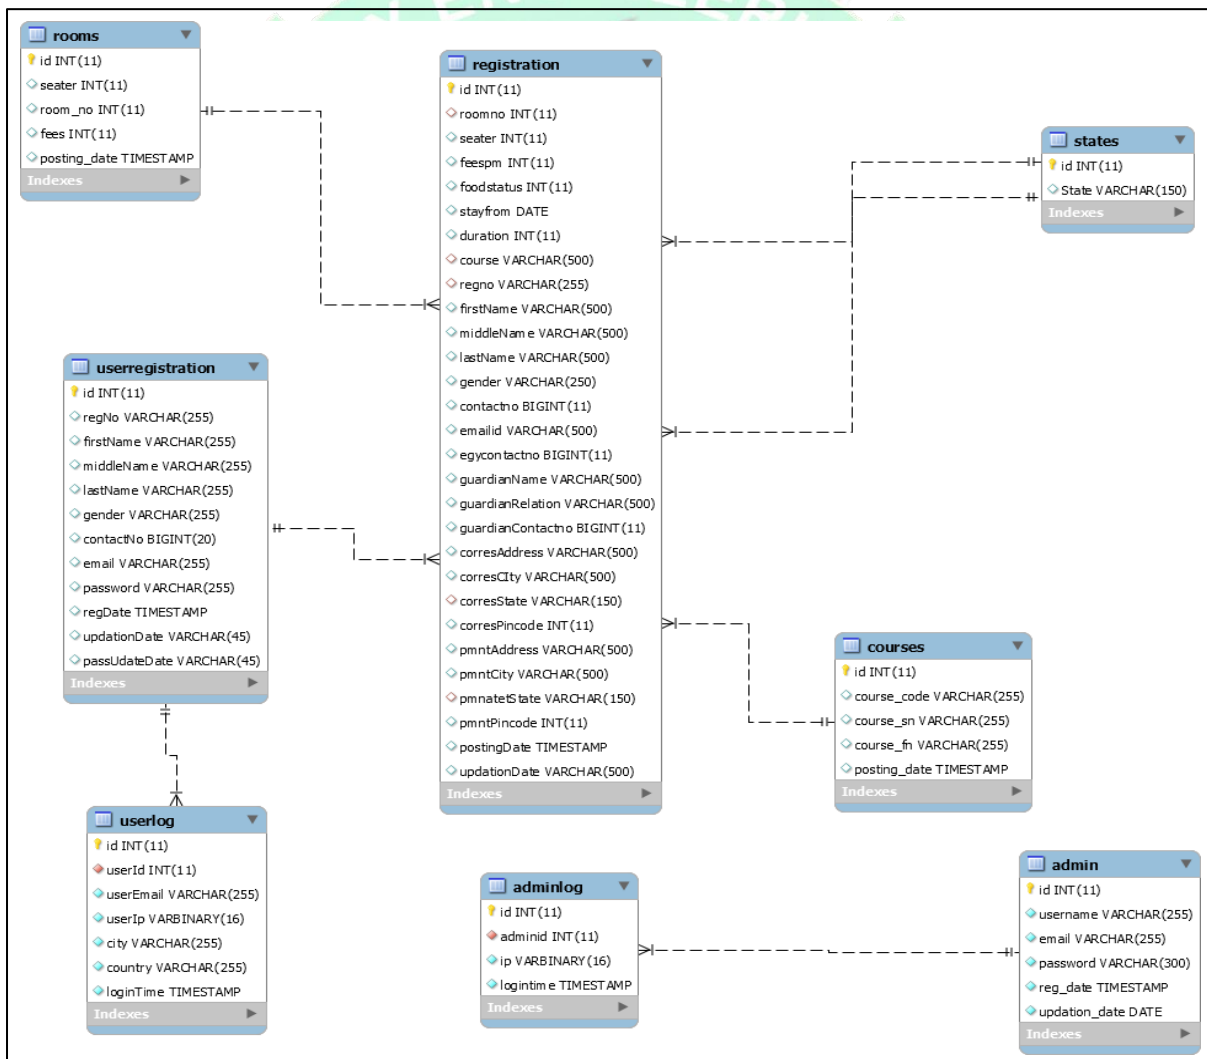 rooms
id INT(11)
seater INT(11)
room_no INT(11)
fees INT(11)
posting_date TIMESTAMP
Indexes
registration
id INT(11)
roomno INT(11)
seater INT(11)
feespm INT(11)
foodstatus INT(11)
stayfrom DATE
duration INT(11)
course VARCHAR(500)
regno VARCHAR(255)
firstName VARCHAR(500)
middleName VARCHAR(500)
lastName VARCHAR(500)
gender VARCHAR(250)
contactno BIGINT(11)
emailid VARCHAR(500)
egycontactno BIGINT(11)
guardianName VARCHAR(500)
guardianRelation VARCHAR(500)
guardianContactno BIGINT(11)
corresAddress VARCHAR(500)
corresCIty VARCHAR(500)
corresState VARCHAR(150)
corresPincode INT(11)
pmntAddress VARCHAR(500)
pmntCity VARCHAR(500)
pmnatetState VARCHAR(150)
pmntPincode INT(11)
postingDate TIMESTAMP
updationDate VARCHAR(500)
Indexes
states
id INT(11)
State VARCHAR(150)
Indexes
userregistration
id INT(11)
regNo VARCHAR(255)
firstName VARCHAR(255)
middleName VARCHAR(255)
lastName VARCHAR(255)
gender VARCHAR(255)
contactNo BIGINT(20)
email VARCHAR(255)
password VARCHAR(255)
regDate TIMESTAMP
updationDate VARCHAR(45)
passUdateDate VARCHAR(45)
Indexes
courses
id INT(11)
course_code VARCHAR(255)
course_sn VARCHAR(255)
course_fn VARCHAR(255)
posting_date TIMESTAMP
Indexes
userlog
id INT(11)
userId INT(11)
userEmail VARCHAR(255)
userIp VARBINARY(16)
city VARCHAR(255)
country VARCHAR(255)
loginTime TIMESTAMP
Indexes
adminlog
id INT(11)
adminid INT(11)
ip VARBINARY(16)
logintime TIMESTAMP
Indexes
admin
id INT(11)
username VARCHAR(255)
email VARCHAR(255)
password VARCHAR(300)
reg_date TIMESTAMP
updation_date DATE
Indexes